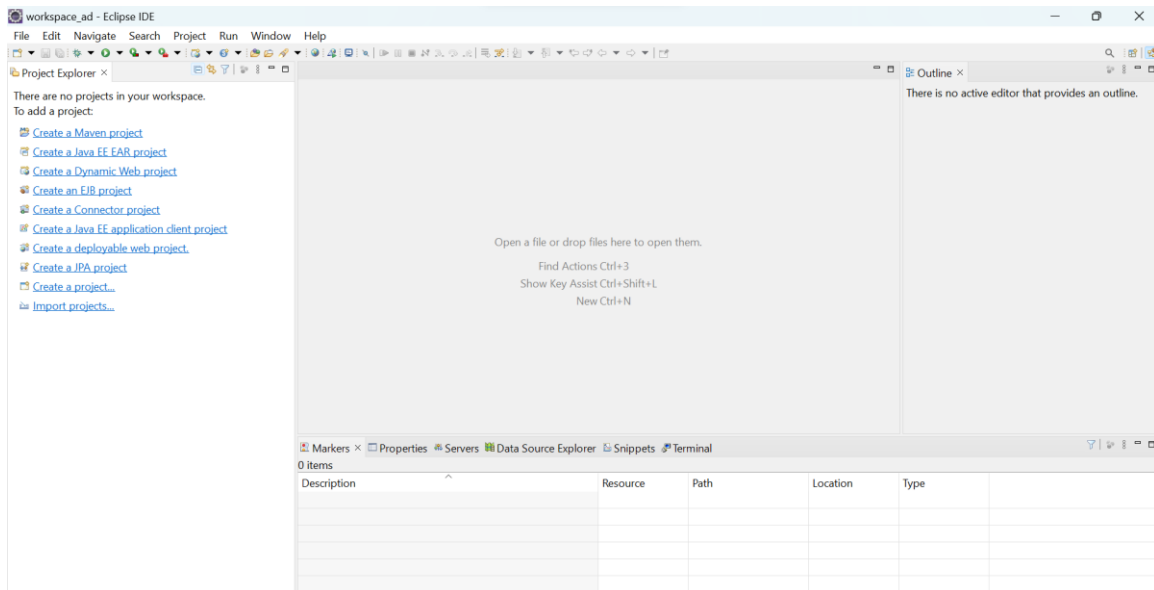 workspace_ad - Eclipse IDE
File Edit Navigate Search Project Run Window Help
Project Explorer
There are no projects in your workspace.
To add a project:
Create a Maven project
Create a Java EE EAR project
Create a Dynamic Web project
Create an EJB project
Create a Connector project
Create a Java EE application client project
Create a deployable web project.
Create a JPA project
Create a project...
Import projects...
Open a file or drop files here to open them.
Find Actions Ctrl+3
Show Key Assist Ctrl+Shift+L
New Ctrl+N
Outline
There is no active editor that provides an outline.
Markers Properties Servers Data Source Explorer Snippets Terminal
0 items
Description Resource Path Location Type